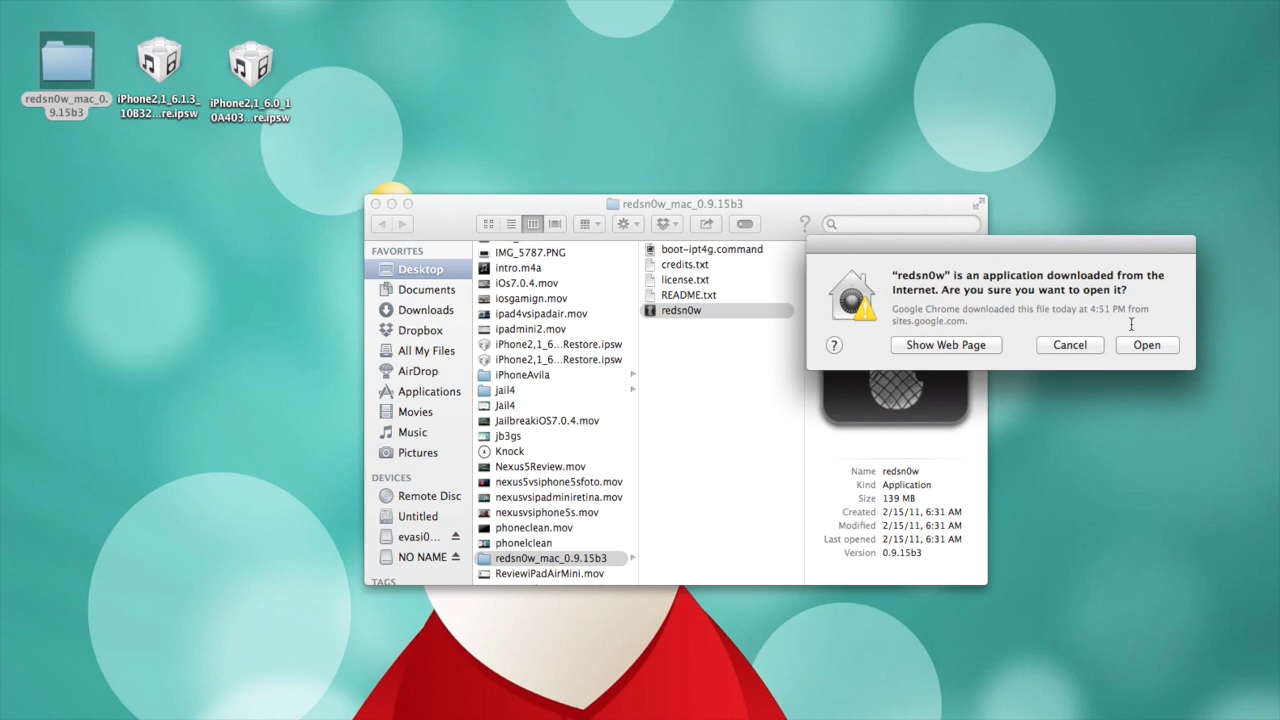 redsn0w_mac_0.
9.15b3
iPhone2,1_6.1.3_
10B32...re.ipsw
iPhone2,1_6.0_1
0A403...re.ipsw
redsn0w_mac_0.9.15b3
FAVORITES
Desktop
Documents
Downloads
Dropbox
All My Files
AirDrop
Applications
Movies
Music
Pictures
DEVICES
Remote Disc
Untitled
evasi0...
NO NAME
TAGS
IMG_5787.PNG
intro.m4a
iOs7.0.4.mov
iosgamign.mov
ipad4vsipadair.mov
ipadmini2.mov
iPhone2,1_6...Restore.ipsw
iPhone2,1_6...Restore.ipsw
iPhoneAvila
jail4
Jail4
JailbreakiOS7.0.4.mov
jb3gs
Knock
Nexus5Review.mov
nexus5vsiphone5sfoto.mov
nexusvsipadminiretina.mov
nexusvsiphone5s.mov
phoneclean.mov
phonelclean
redsn0w_mac_0.9.15b3
ReviewiPadAirMini.mov
boot-ipt4g.command
credits.txt
license.txt
README.txt
redsn0w
“redsn0w” is an application downloaded from the
Internet. Are you sure you want to open it?
Google Chrome downloaded this file today at 4:51 PM from
sites.google.com.
?
Show Web Page
Cancel
Open
Name redsn0w
Kind Application
Size 139 MB
Created 2/15/11, 6:31 AM
Modified 2/15/11, 6:31 AM
Last opened 2/15/11, 6:31 AM
Version 0.9.15b3